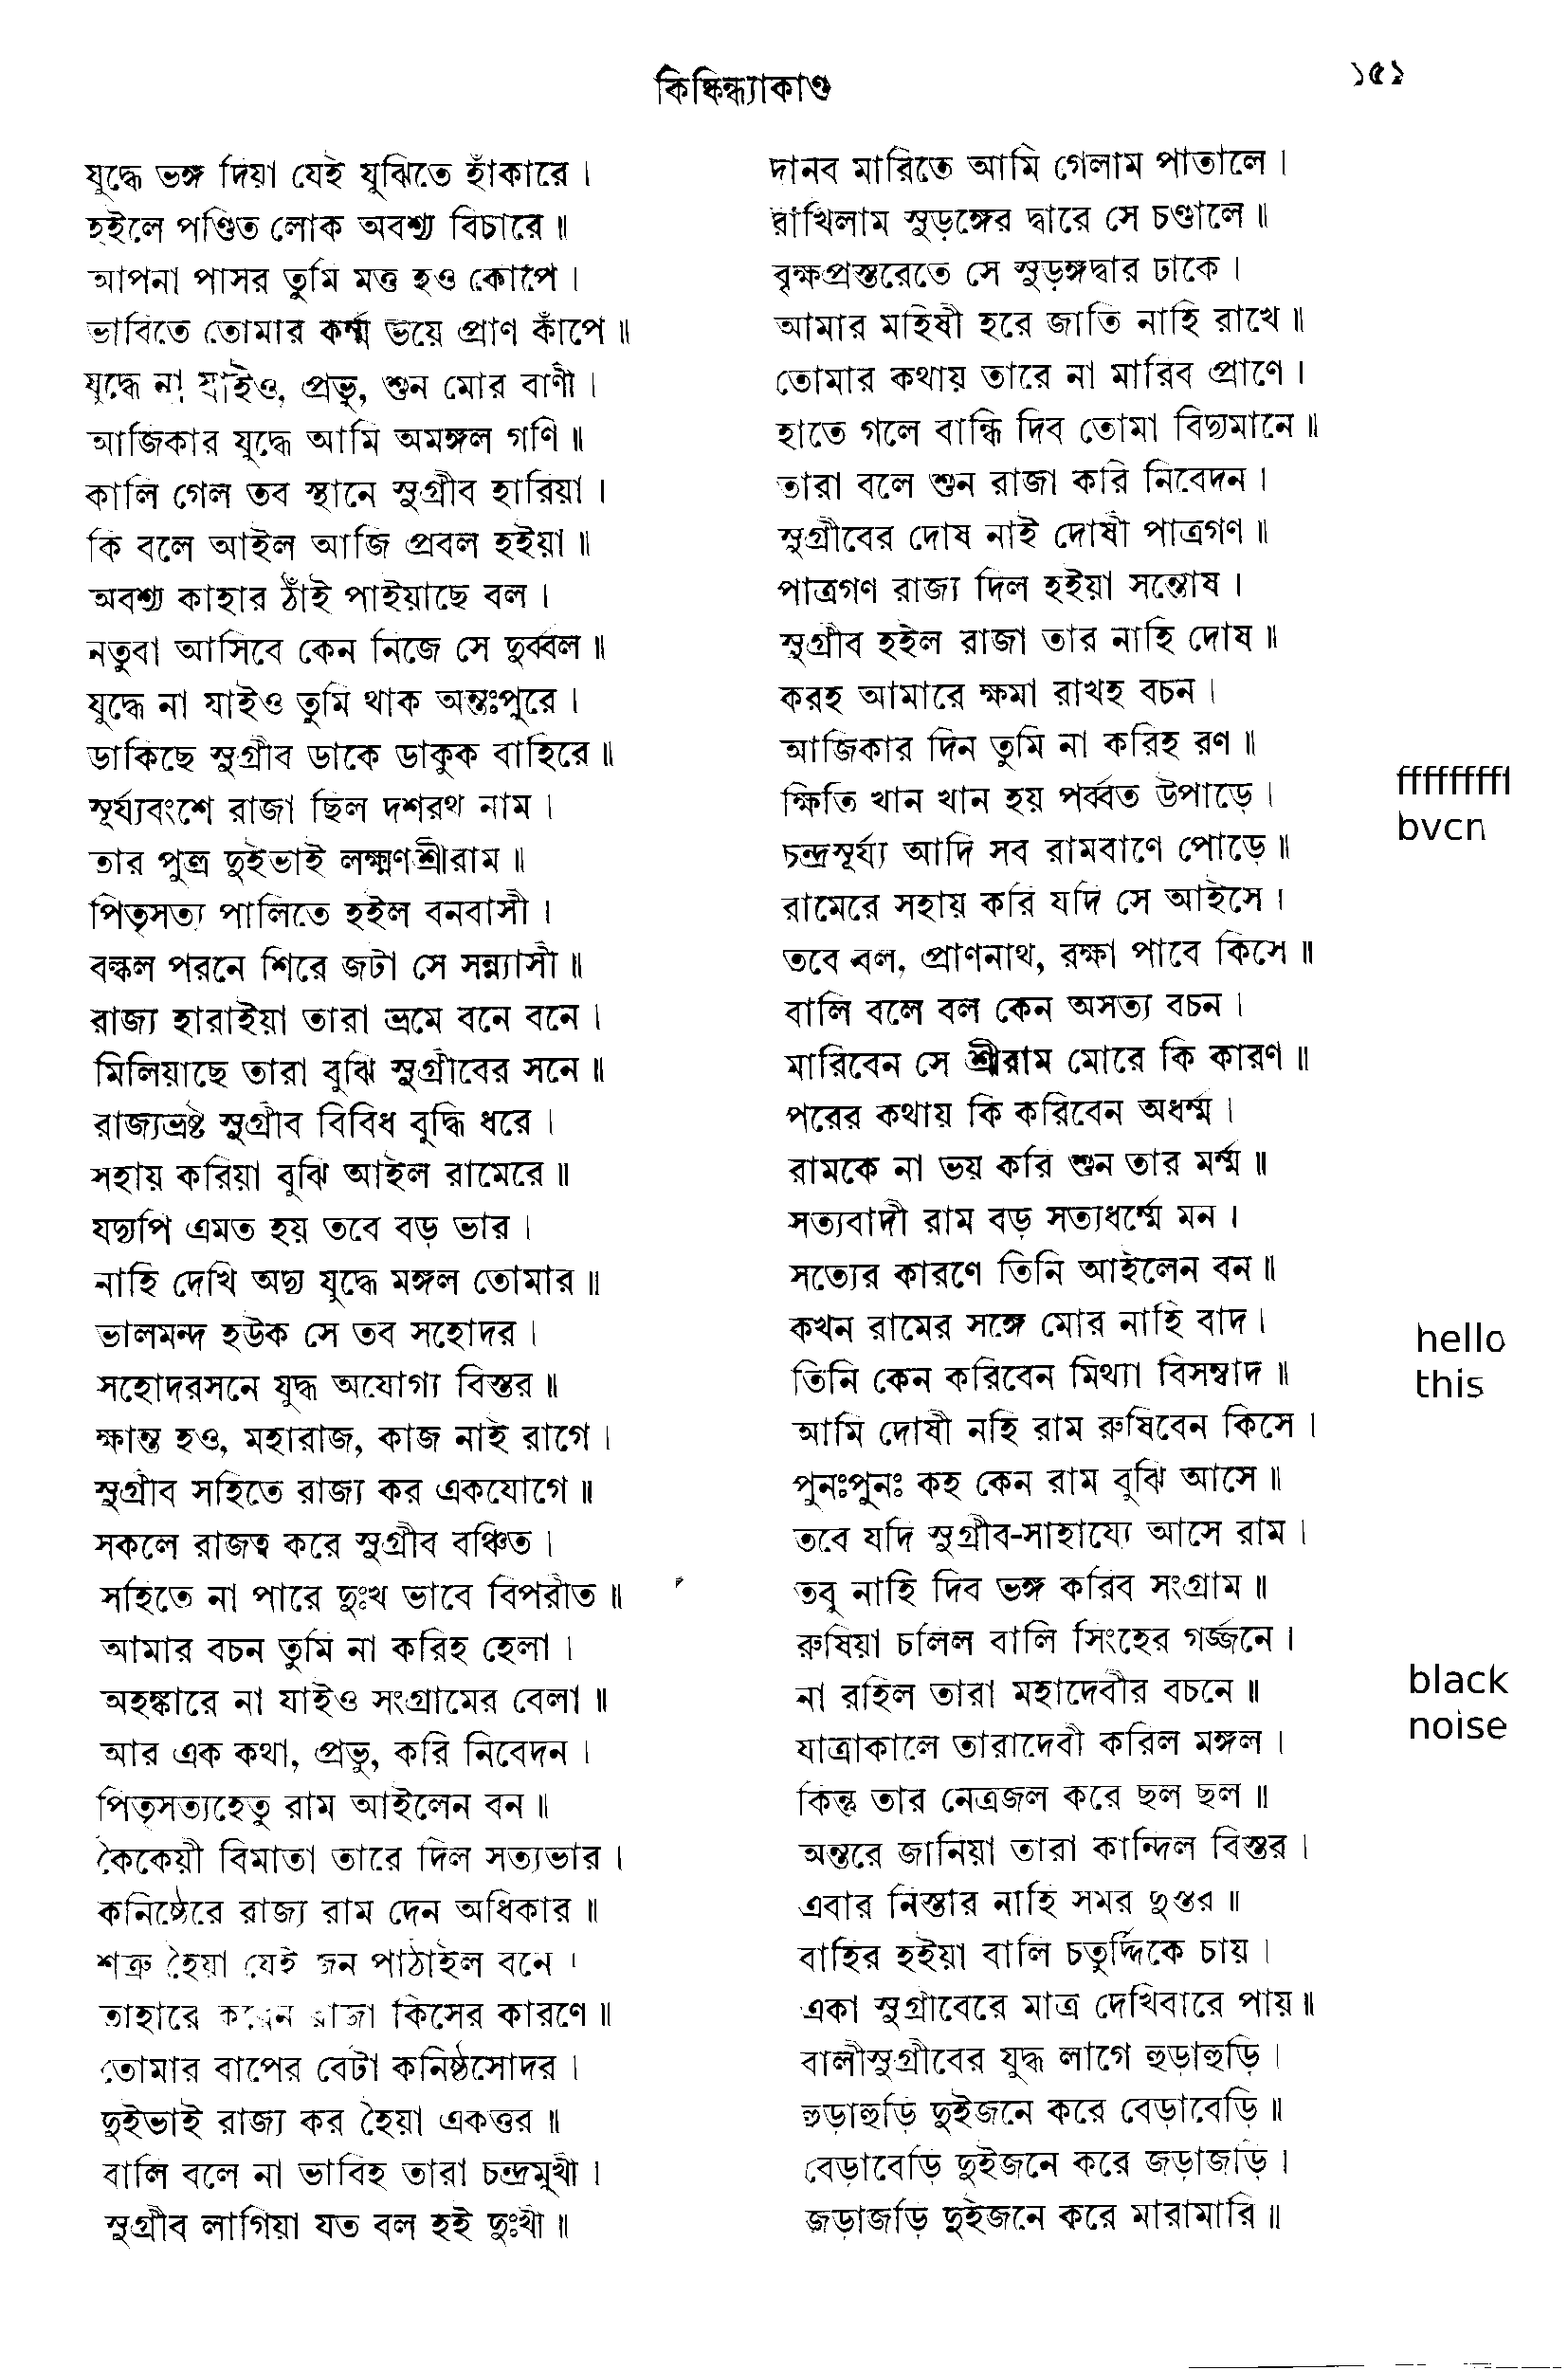 কিষ্কিন্ধ্যাকাণ্ড
১৫১
যুদ্ধে ভঙ্গ দিয়া যেই যুঝিতে হাঁকারে ।
হইলে পণ্ডিত লোক অবশ্য বিচারে ॥
আপনা পাসর তুমি মত্ত হও কোপে ।
ভাবিতে তোমার কর্ম্ম ভয়ে প্রাণ কাঁপে ॥
যুদ্ধে না যাইও, প্রভু, শুন মোর বাণী ।
আজিকার যুদ্ধে আমি অমঙ্গল গণি ॥
কালি গেল তব স্থানে সুগ্রীব হারিয়া ।
কি বলে আইল আজি প্রবল হইয়া ॥
অবশ্য কাহার ঠাঁই পাইয়াছে বল ।
নতুবা আসিবে কেন নিজে সে দুর্ব্বল ॥
যুদ্ধে না যাইও তুমি থাক অন্তঃপুরে ।
ডাকিছে সুগ্রীব ডাকে ডাকুক বাহিরে ॥
সূর্য্যবংশে রাজা ছিল দশরথ নাম ।
তার পুত্র দুইভাই লক্ষ্মণশ্রীরাম ॥
পিতৃসত্য পালিতে হইল বনবাসী ।
বল্কল পরনে শিরে জটা সে সন্ন্যাসী ॥
রাজ্য হারাইয়া তারা ভ্রমে বনে বনে ।
মিলিয়াছে তারা বুঝি সুগ্রীবের সনে ॥
রাজ্যভ্রষ্ট সুগ্রীব বিবিধ বুদ্ধি ধরে ।
সহায় করিয়া বুঝি আইল রামেরে ॥
যদ্যপি এমত হয় তবে বড় ভার ।
নাহি দেখি অদ্য যুদ্ধে মঙ্গল তোমার ॥
ভালমন্দ হউক সে তব সহোদর ।
সহোদরসনে যুদ্ধ অযোগ্য বিস্তর ॥
ক্ষান্ত হও, মহারাজ, কাজ নাই রাগে ।
সুগ্রীব সহিতে রাজ্য কর একযোগে ॥
সকলে রাজত্ব করে সুগ্রীব বঞ্চিত ।
সহিতে না পারে দুঃখ ভাবে বিপরীত ॥
আমার বচন তুমি না করিহ হেলা ।
অহঙ্কারে না যাইও সংগ্রামের বেলা ॥
আর এক কথা, প্রভু, করি নিবেদন ।
পিতৃসত্যহেতু রাম আইলেন বন ॥
কৈকেয়ী বিমাতা তারে দিল সত্যভার ।
কনিষ্ঠেরে রাজ্য রাম দেন অধিকার ॥
শত্রু হৈয়া যেই জন পাঠাইল বনে ।
তাহারে রাজা কিসের কারণে ॥
তোমার বাপের বেটা কনিষ্ঠসোদর ।
দুইভাই রাজ্য কর হৈয়া একত্তর ॥
বালি বলে না ভাবিহ তারা চন্দ্রমুখী ।
সুগ্রীব লাগিয়া যত বল হই দুঃখী ॥
দানব মারিতে আমি গেলাম পাতালে ।
রাখিলাম সুড়ঙ্গের দ্বারে সে চণ্ডালে ॥
বৃক্ষপ্রস্তরেতে সে সুড়ঙ্গদ্বার ঢাকে ।
আমার মহিষী হরে জাতি নাহি রাখে ॥
তোমার কথায় তারে না মারিব প্রাণে ।
হাতে গলে বান্ধি দিব তোমা বিদ্যমানে ॥
তারা বলে শুন রাজা করি নিবেদন ।
সুগ্রীবের দোষ নাই দোষী পাত্রগণ ॥
পাত্রগণ রাজ্য দিল হইয়া সন্তোষ ।
সুগ্রীব হইল রাজা তার নাহি দোষ ॥
করহ আমারে ক্ষমা রাখহ বচন ।
আজিকার দিন তুমি না করিহ রণ ॥
ক্ষিতি খান খান হয় পর্ব্বত উপাড়ে ।
চন্দ্রসূর্য্য আদি সব রামবাণে পোড়ে ॥
রামেরে সহায় করি যদি সে আইসে ।
তবে বল, প্রাণনাথ, রক্ষা পাবে কিসে ॥
বালি বলে বল কেন অসত্য বচন ।
মারিবেন সে শ্রীরাম মোরে কি কারণ ॥
পরের কথায় কি করিবেন অধর্ম্ম ।
রামকে না ভয় করি শুন তার মর্ম্ম ॥
সত্যবাদী রাম বড় সত্যধর্ম্মে মন ।
সত্যের কারণে তিনি আইলেন বন ॥
কখন রামের সঙ্গে মোর নাহি বাদ ।
তিনি কেন করিবেন মিথ্যা বিসম্বাদ ॥
আমি দোষী নহি রাম রুষিবেন কিসে ।
পুনঃপুনঃ কহ কেন রাম বুঝি আসে ॥
তবে যদি সুগ্রীব-সাহায্যে আসে রাম ।
তবু নাহি দিব ভঙ্গ করিব সংগ্রাম ॥
রুষিয়া চলিল বালি সিংহের গর্জ্জনে ।
না রহিল তারা মহাদেবীর বচনে ॥
যাত্রাকালে তারাদেবী করিল মঙ্গল ।
কিন্তু তার নেত্রজল করে ছল ছল ॥
অন্তরে জানিয়া তারা কান্দিল বিস্তর ।
এবার নিস্তার নাহি সমর দুস্তর ॥
বাহির হইয়া বালি চতুর্দ্দিকে চায় ।
একা সুগ্রীবেরে মাত্র দেখিবারে পায় ॥
বালীসুগ্রীবের যুদ্ধ লাগে হুড়াহুড়ি ।
হুড়াহুড়ি দুইজনে করে বেড়াবেড়ি ॥
বেড়াবেড়ি দুইজনে করে জড়াজড়ি ।
জড়াজড়ি দুইজনে করে মারামারি ॥
fffffffffl
bvcn
hello
this
black
noise